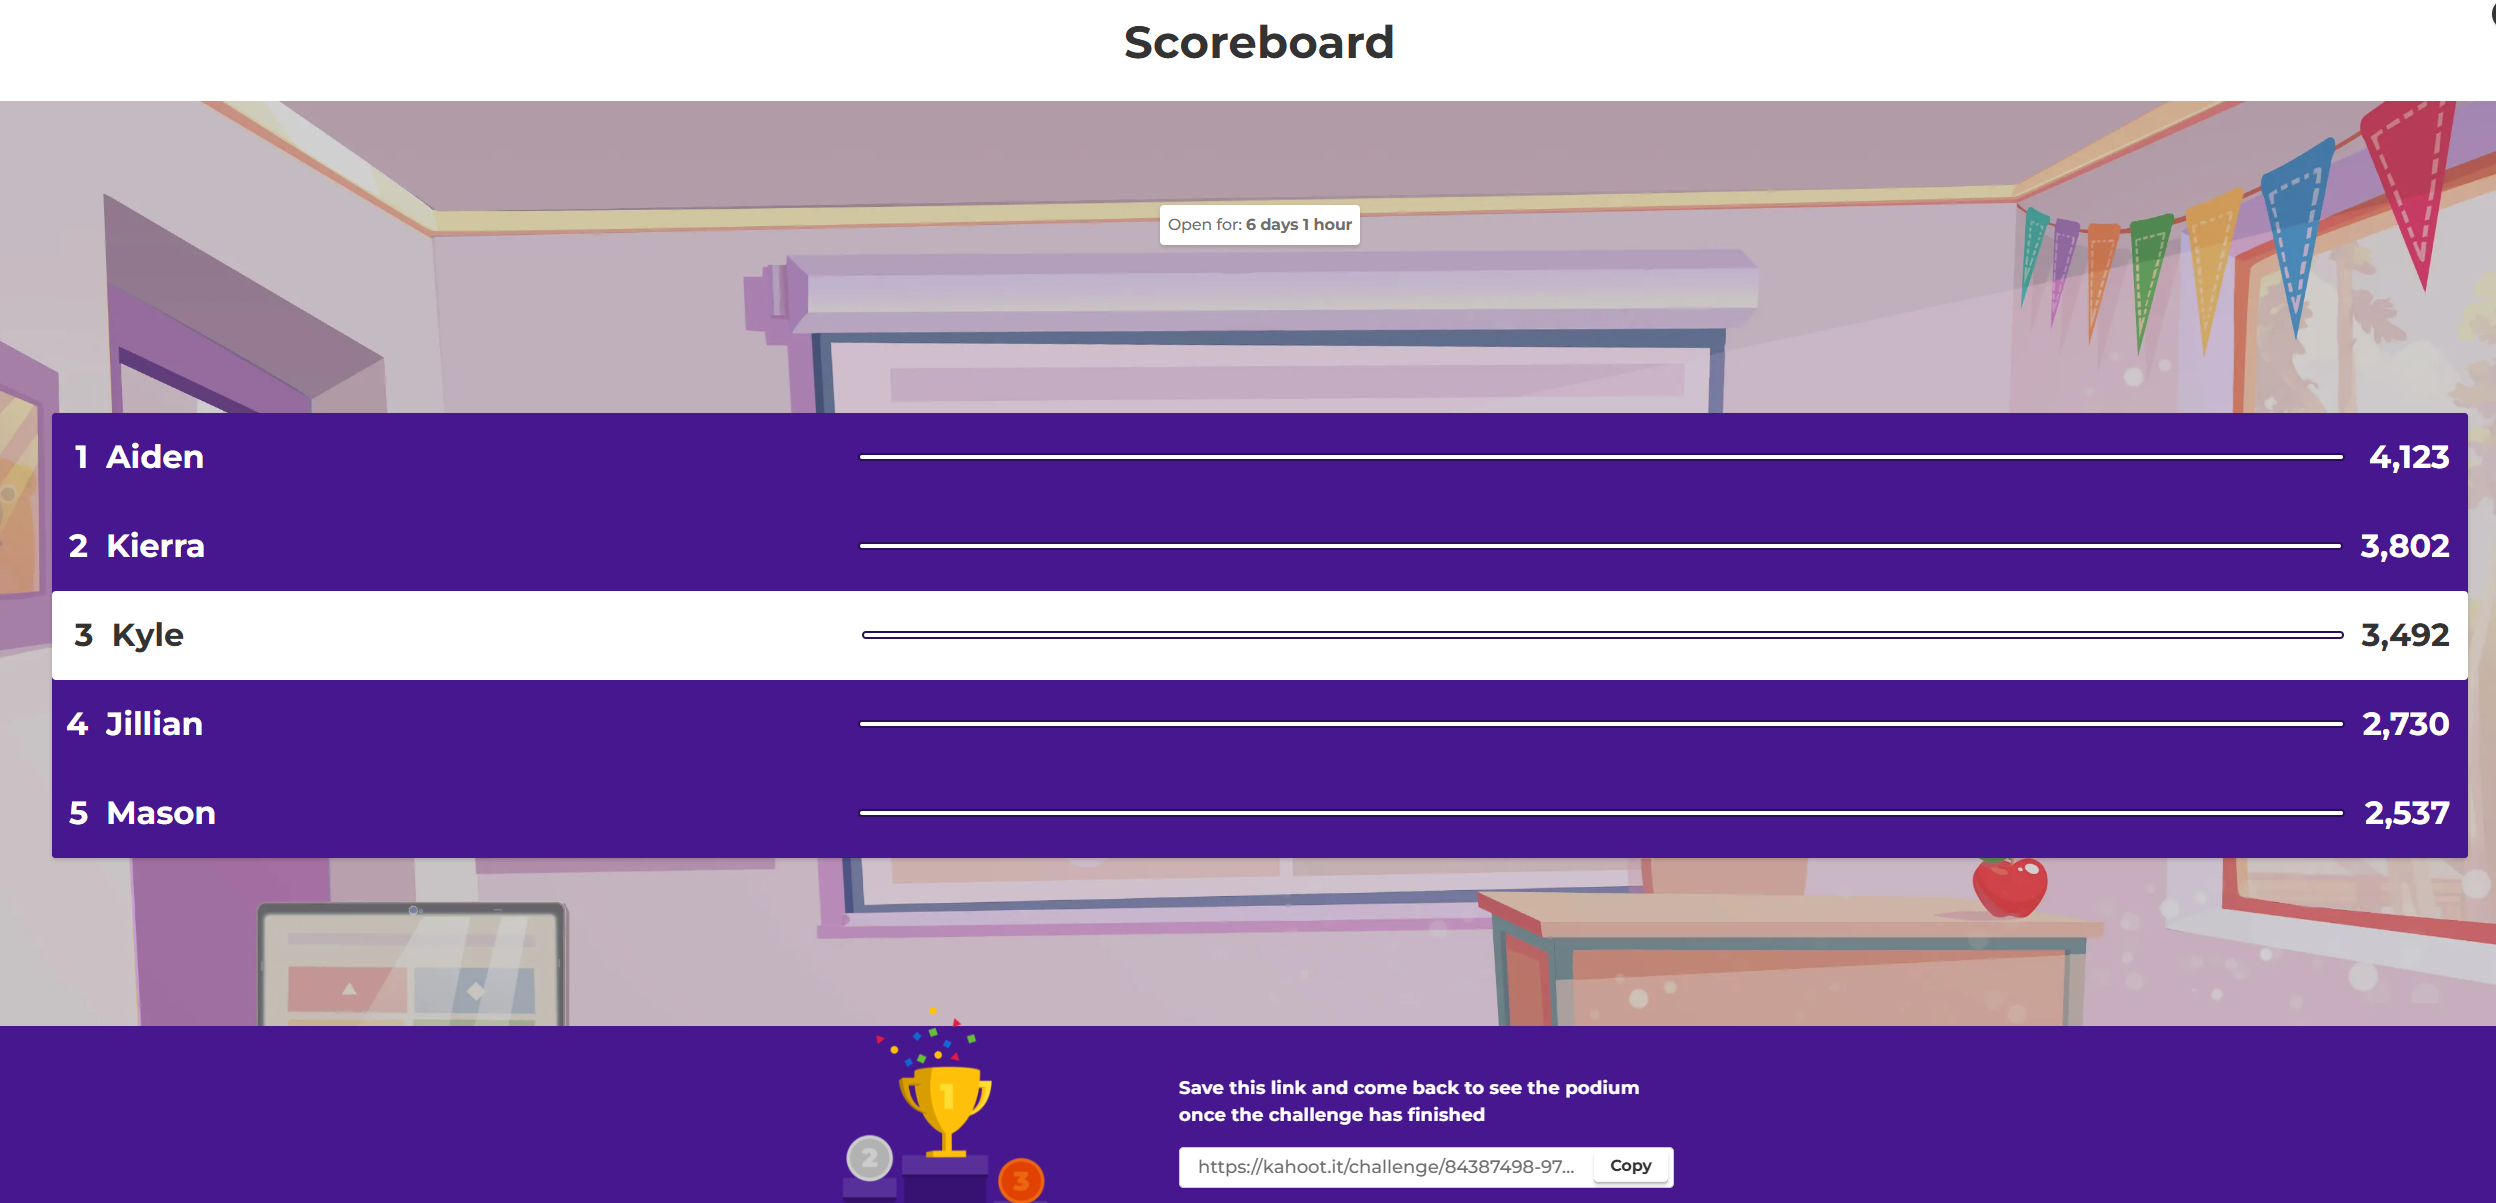 Scoreboard
Open for: 6 days 1 hour
1 Aiden 4,123
2 Kierra 3,802
3 Kyle 3,492
4 Jillian 2,730
5 Mason 2,537
1
2
3
Save this link and come back to see the podium
once the challenge has finished
https://kahoot.it/challenge/84387498-97... Copy